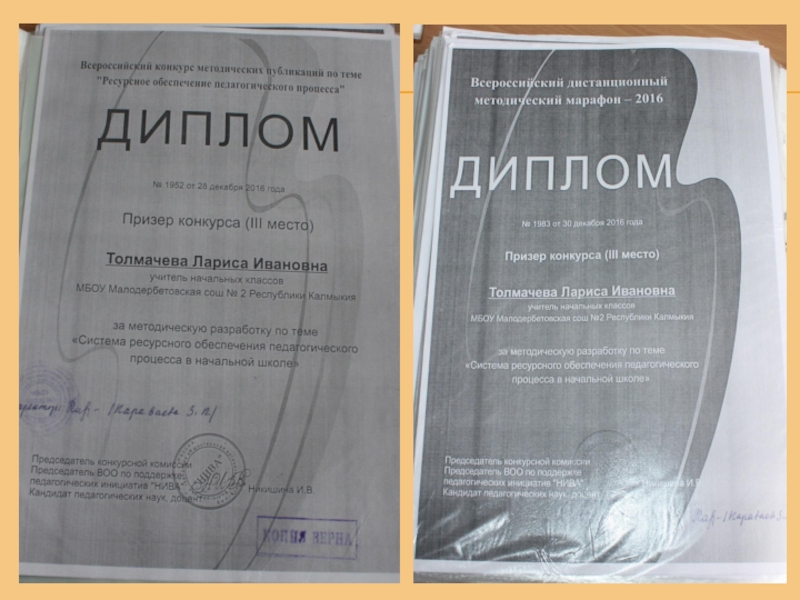 Всероссийский конкурс методических публикаций по теме
"Ресурсное обеспечение педагогического процесса"
ДИПЛОМ
№ 1952 от 28 декабря 2016 года
Призер конкурса (III место)
Толмачева Лариса Ивановна
учитель начальных классов
МБОУ Малодербетовская сош № 2 Республики Калмыкия
за методическую разработку по теме
«Система ресурсного обеспечения педагогического
процесса в начальной школе»
Председатель конкурсной комиссии
Председатель ВОО по поддержке
педагогических инициатив "НИВА"
Кандидат педагогических наук, доцент
Никишина И.В.
КОПИЯ ВЕРНА
Всероссийский дистанционный
методический марафон – 2016
ДИПЛОМ
№ 1983 от 30 декабря 2016 года
Призер конкурса (III место)
Толмачева Лариса Ивановна
учитель начальных классов
МБОУ Малодербетовская сош №2 Республики Калмыкия
за методическую разработку по теме
«Система ресурсного обеспечения педагогического
процесса в начальной школе»
Председатель конкурсной комиссии
Председатель ВОО по поддержке
педагогических инициатив "НИВА"
Кандидат педагогических наук, доцент
Никишина И.В.